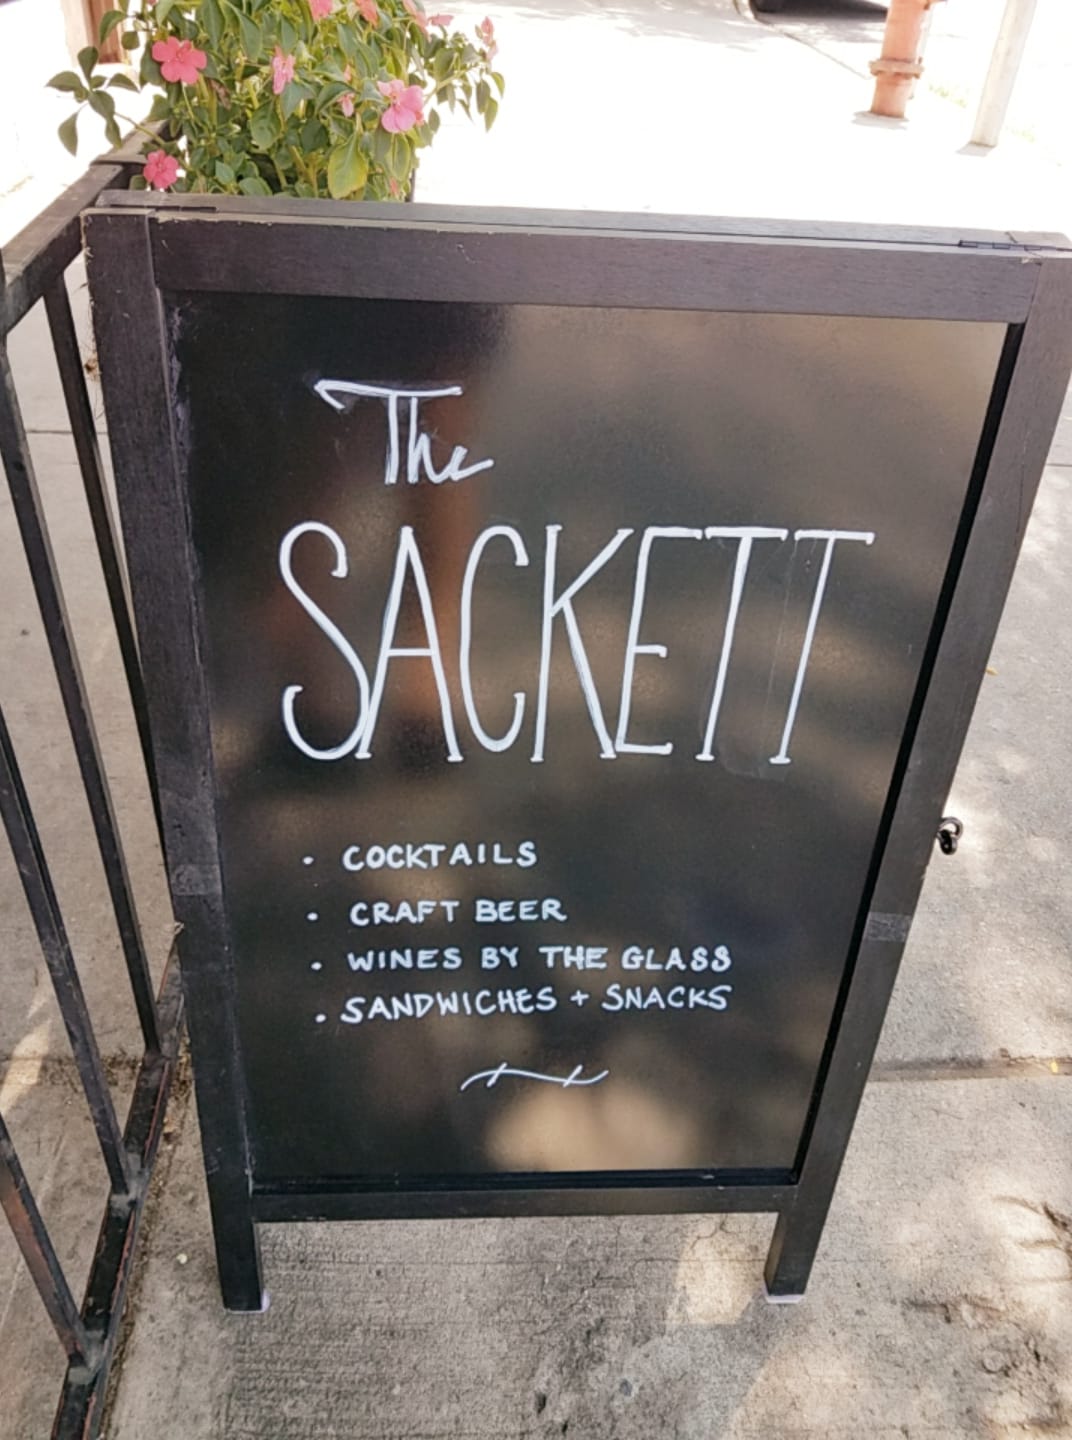 The
SACKETT
• COCKTAILS
• CRAFT BEER
• WINES BY THE GLASS
• SANDWICHES + SNACKS